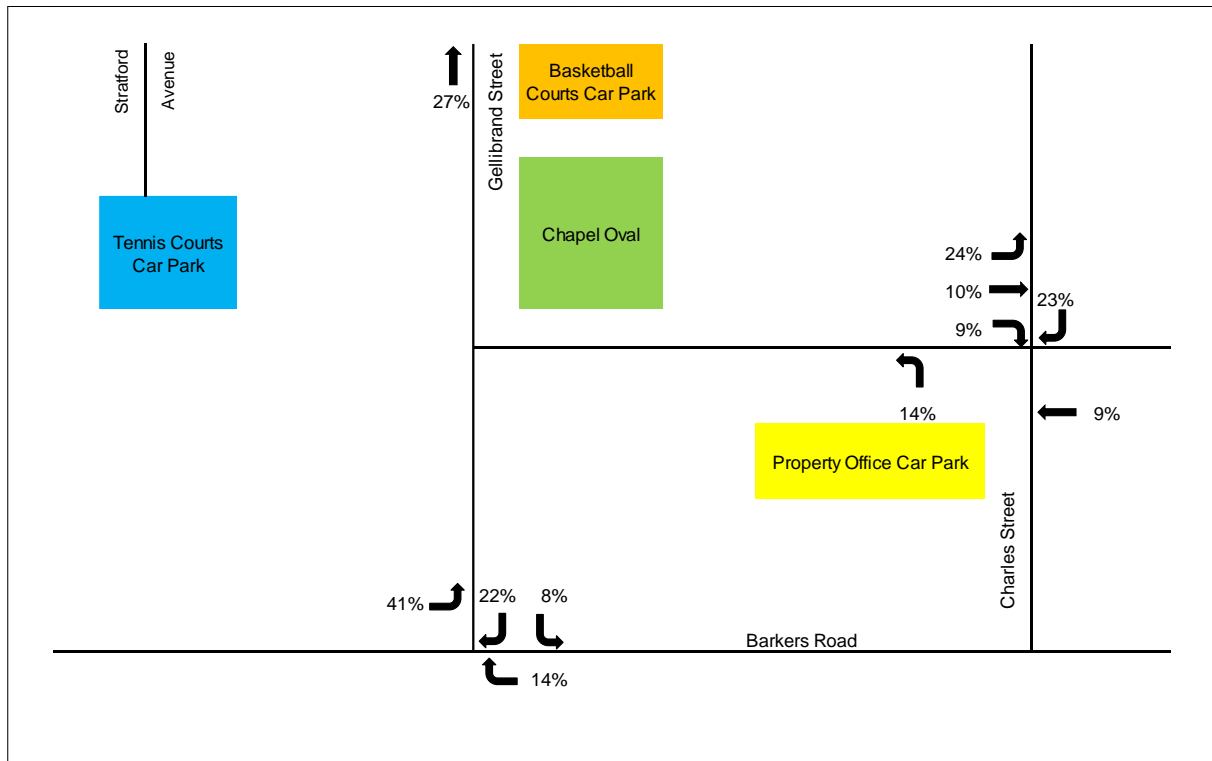 Stratford
Avenue
27%
Gellibrand Street
Basketball
Courts Car Park
Tennis Courts
Car Park
Chapel Oval
24%
10%
23%
9%
14%
9%
Property Office Car Park
Charles Street
41%
22%
8%
Barkers Road
14%